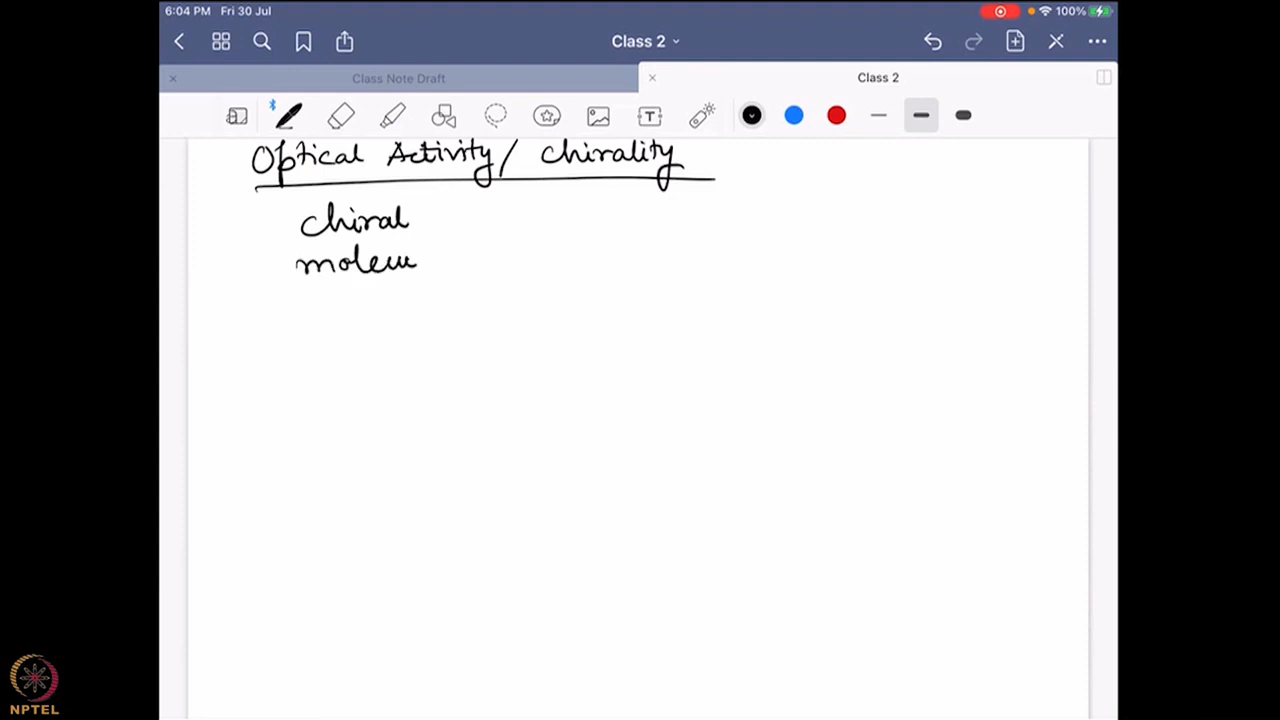 6:04 PM Fri 30 Jul 100%
Class 2
Class Note Draft Class 2
T
Optical Activity/ Chirality
Chiral
molecu
NPTEL